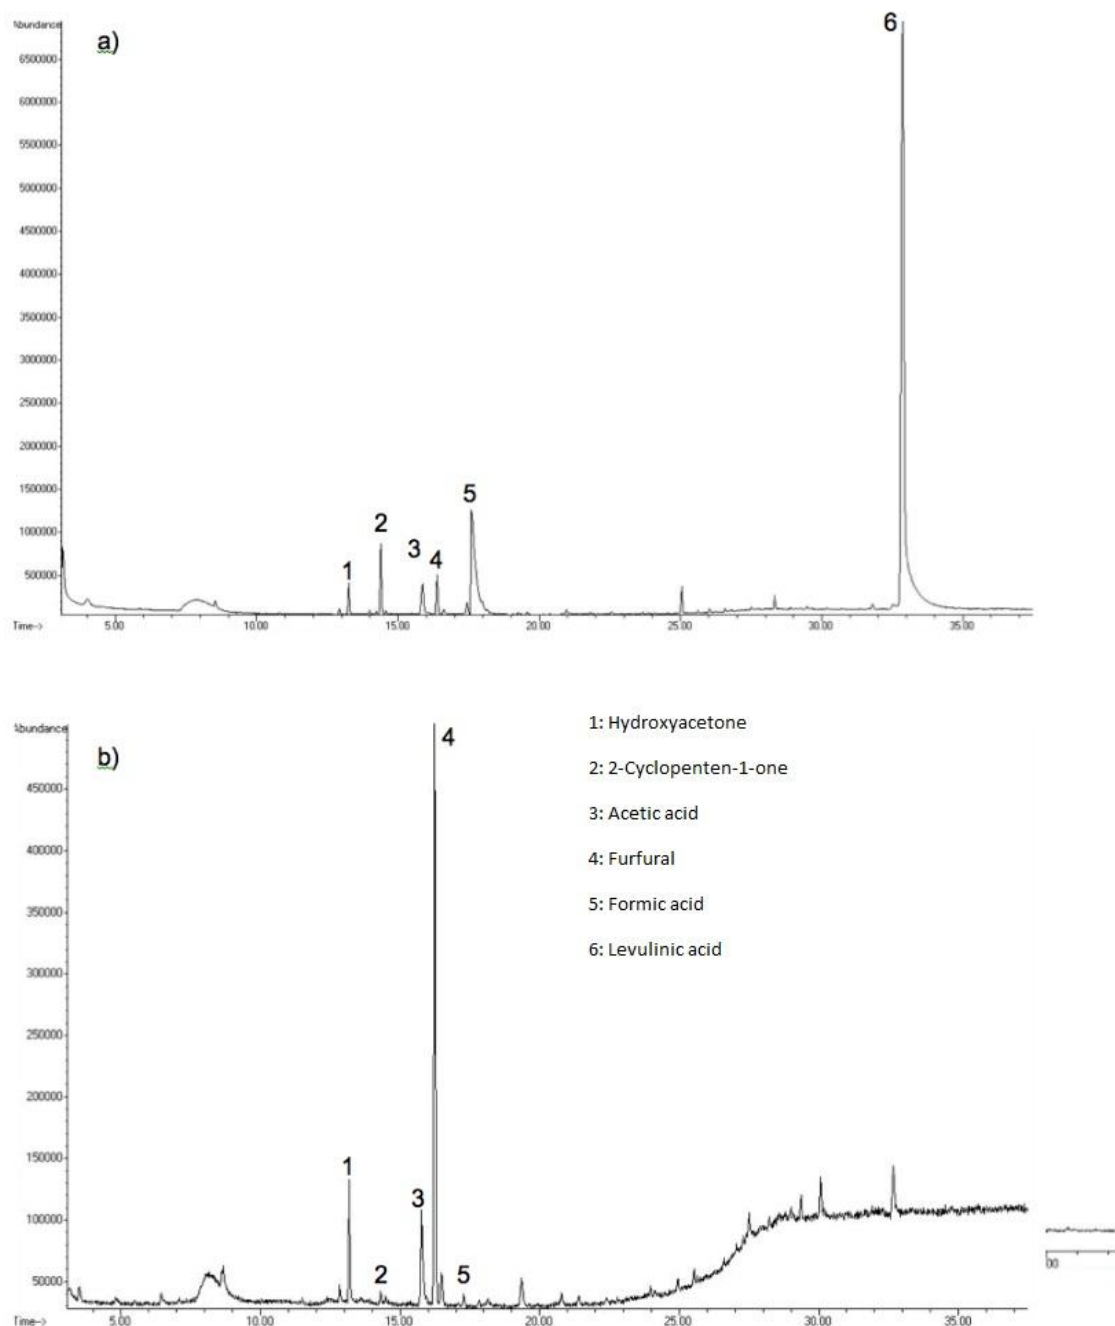 Abundance
a)
6
6500000
6000000
5500000
5000000
4500000
4000000
3500000
3000000
2500000
2000000
1500000
1000000
500000
1
2
3
4
5
Time-->
5.00 10.00 15.00 20.00 25.00 30.00 35.00
Abundance
b)
4
1: Hydroxyacetone
2: 2-Cyclopenten-1-one
3: Acetic acid
4: Furfural
5: Formic acid
6: Levulinic acid
450000
400000
350000
300000
250000
200000
150000
100000
50000
1
3
2
5
Time-->
5.00 10.00 15.00 20.00 25.00 30.00 35.00
00